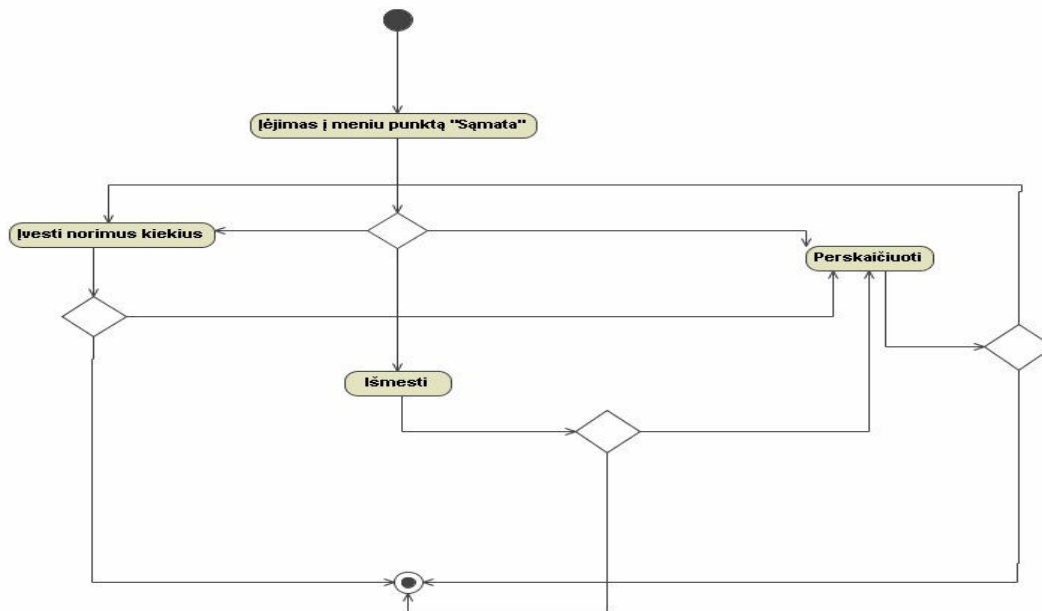 Įėjimas į meniu punktą "Sąmata"
Įvesti norimus kiekius
Perskaičiuoti
Išmesti